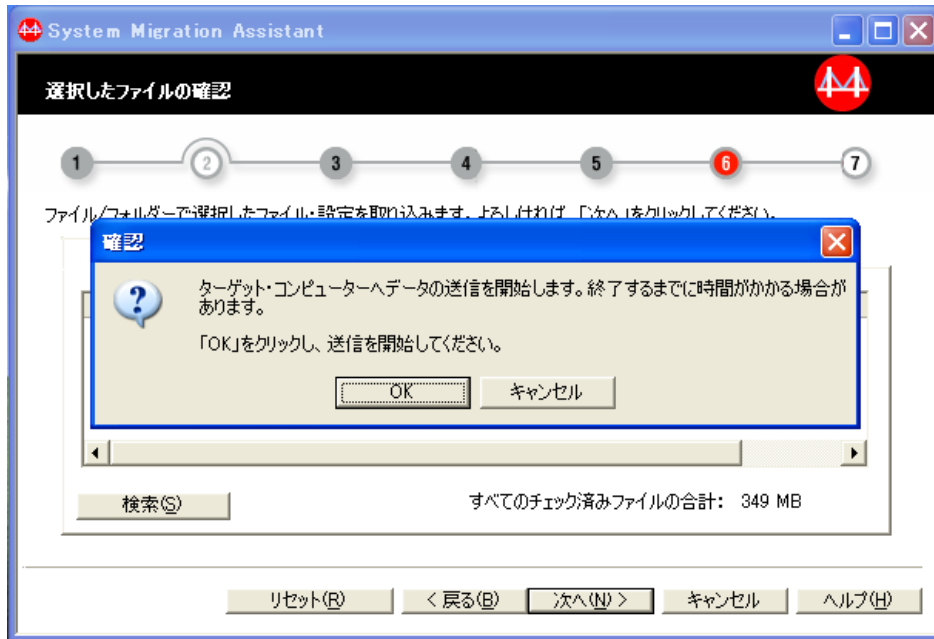 System Migration Assistant
選択したファイルの確認
1 2 3 4 5 6 7
ファイル/フォルダーで選択したファイル・設定を取り込みます。よろしければ、「次へ」をクリックしてください。
確認
ターゲット・コンピューターへデータの送信を開始します。終了するまでに時間がかかる場合が
あります。
「OK」をクリックし、送信を開始してください。
OK キャンセル
検索(S) すべてのチェック済みファイルの合計: 349 MB
リセット(R) < 戻る(B) 次へ(N) > キャンセル ヘルプ(H)